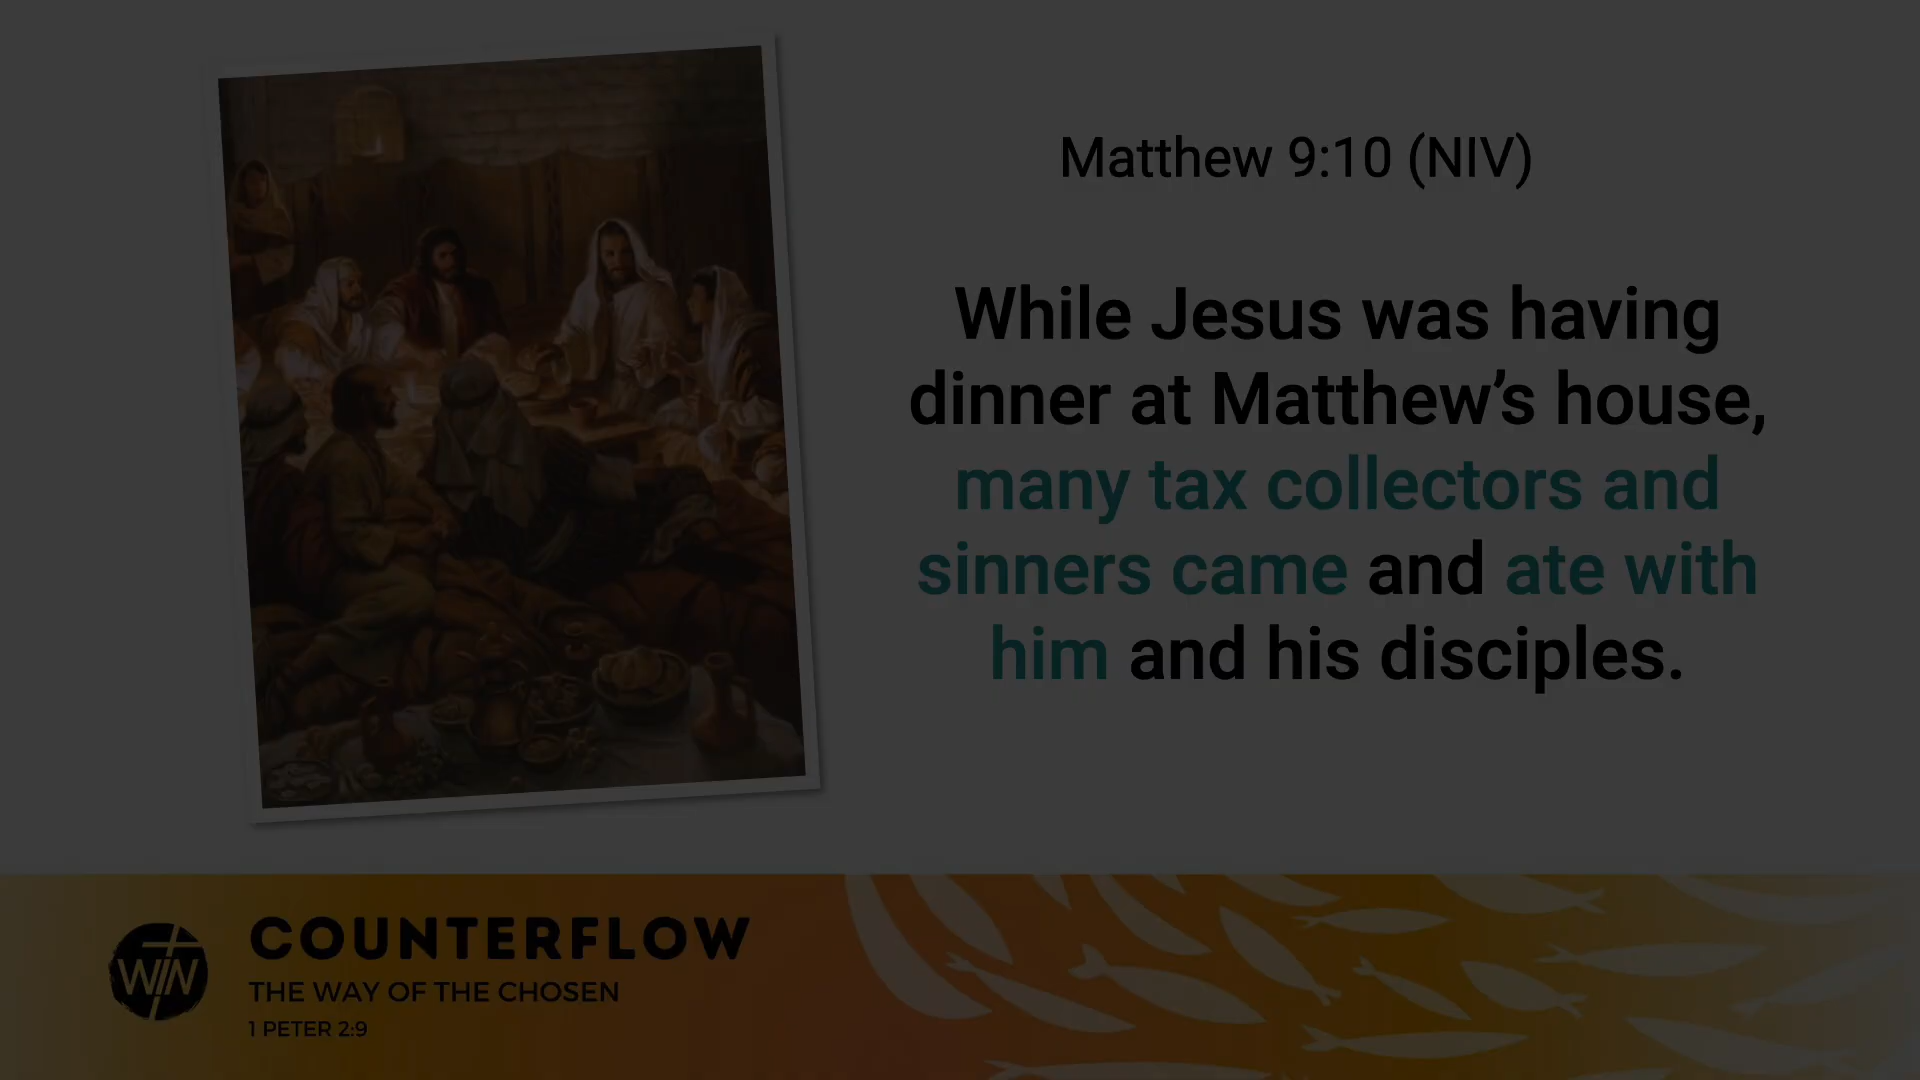 Matthew 9:10 (NIV)
While Jesus was having
dinner at Matthew’s house,
many tax collectors and
sinners came and ate with
him and his disciples.
WIN
COUNTERFLOW
THE WAY OF THE CHOSEN
1 PETER 2:9